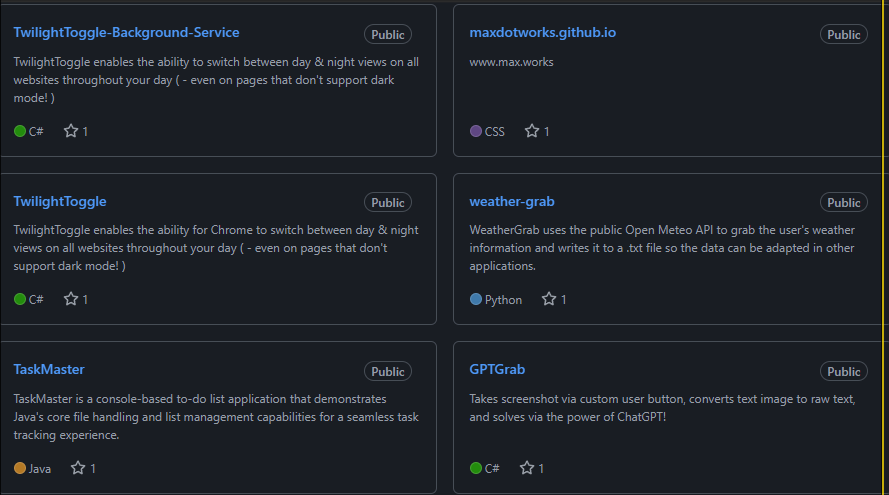 TwilightToggle-Background-Service
Public
TwilightToggle enables the ability to switch between day & night views on all
websites throughout your day ( - even on pages that don't support dark
mode! )
C# 1
maxdotworks.github.io
Public
www.max.works
CSS 1
TwilightToggle
Public
TwilightToggle enables the ability for Chrome to switch between day & night
views on all websites throughout your day ( - even on pages that don't
support dark mode! )
C# 1
weather-grab
Public
WeatherGrab uses the public Open Meteo API to grab the user's weather
information and writes it to a .txt file so the data can be adapted in other
applications.
Python 1
TaskMaster
Public
TaskMaster is a console-based to-do list application that demonstrates
Java's core file handling and list management capabilities for a seamless task
tracking experience.
Java 1
GPTGrab
Public
Takes screenshot via custom user button, converts text image to raw text,
and solves via the power of ChatGPT!
C# 1